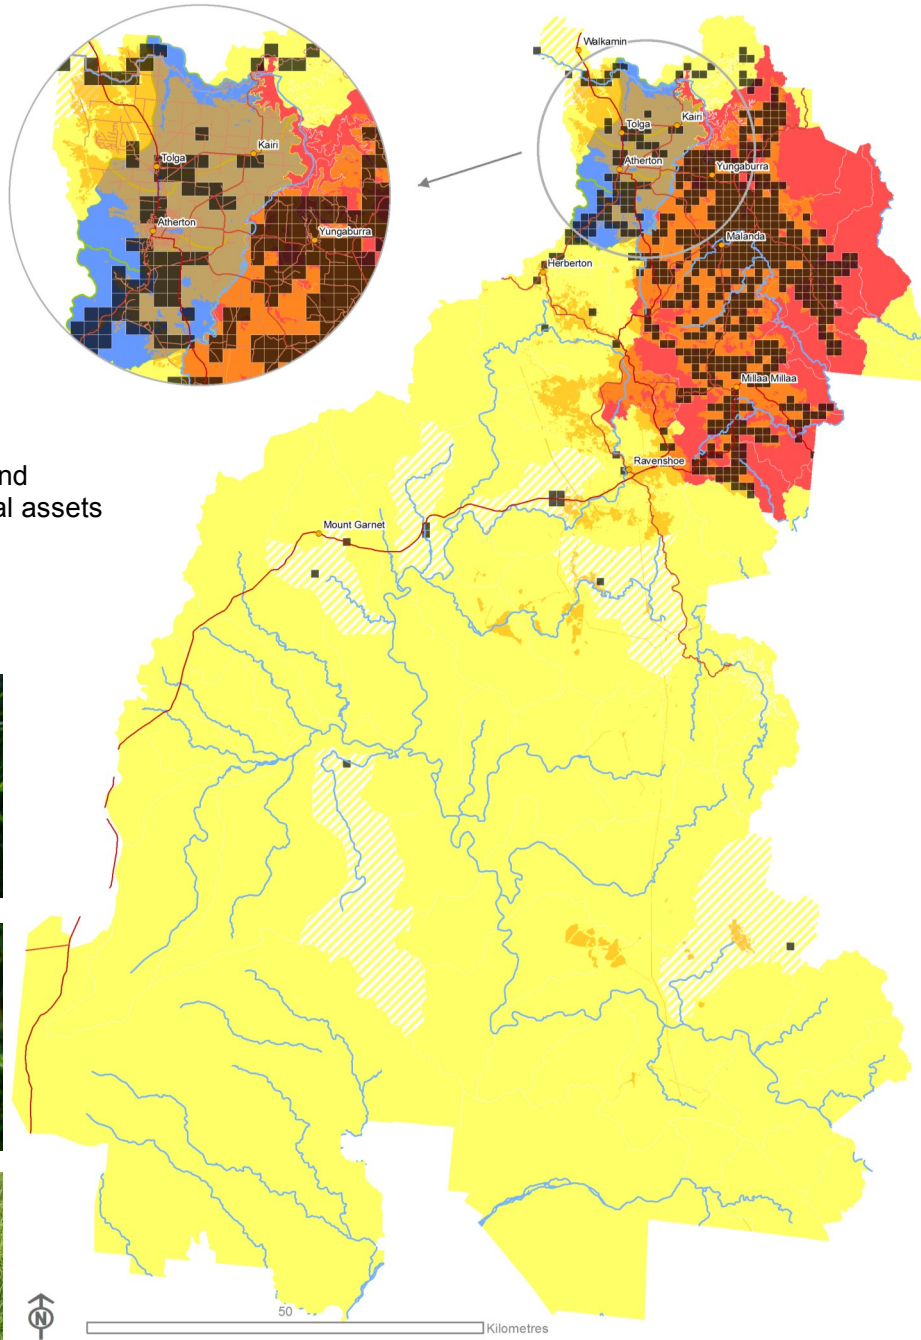 Walkamin
Kairi
Tolga
Atherton
Yungaburra
Kairi
Tolga
Atherton
Yungaburra
Malanda
Herberton
Millaa Millaa
Ravenshoe
nd
al assets
Mount Garnet
N
50
Kilometres